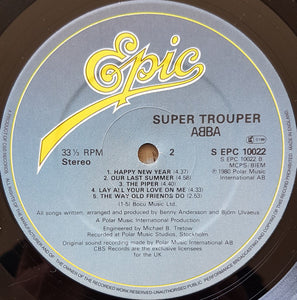 Epic
SUPER TROUPER
ABBA
33⅓ RPM
Stereo
2
S EPC 10022
S EPC 10022 B
MCPS/BIEM
℗ 1980 Polar Music
International AB
1. HAPPY NEW YEAR (4.37)
2. OUR LAST SUMMER (4.58)
3. THE PIPER (4.50)
4. LAY ALL YOUR LOVE ON ME (4.33)
5. THE WAY OLD FRIENDS DO (2.53)
(1-5) Bocu Music Ltd.
All songs written, arranged and produced by Benny Andersson and Björn Ulvaeus
A Polar Music International Production
Engineered by Michael B. Tretow
Recorded at Polar Music Studios, Stockholm.
Original sound recording made by Polar Music International AB
CBS Records are the exclusive licensees
for the UK